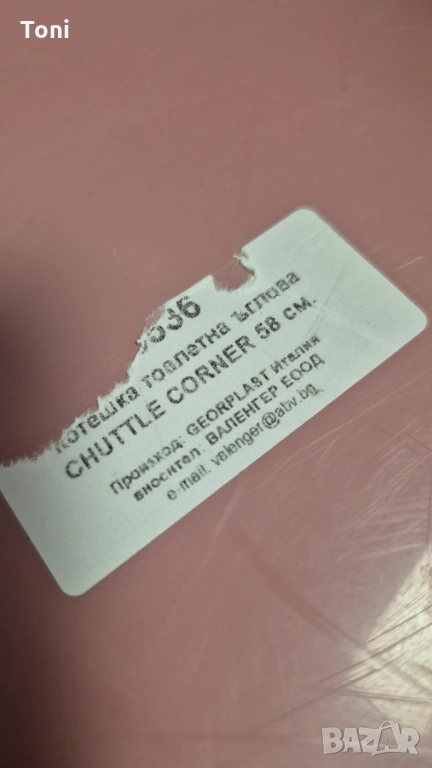 Toni
536
Котешка тоалетна ъглова
CHUTTLE CORNER 58 см.
Произход: GEORPLAST Италия
вносител: ВАЛЕНГЕР ЕООД
e-mail: valenger@abv.bg
BAZAR